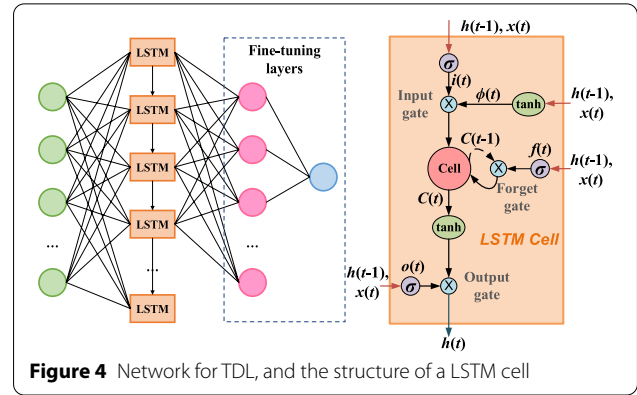 LSTM
LSTM
LSTM
LSTM
...
LSTM
...
...
Fine-tuning
layers
h(t-1), x(t)
σ
i(t)
Input
gate
X
ϕ(t)
tanh
h(t-1),
x(t)
C(t-1)
Cell
X
f(t)
σ
h(t-1),
x(t)
Forget
gate
C(t)
tanh
LSTM Cell
h(t-1),
x(t)
o(t)
σ
X
Output
gate
h(t)
Figure 4 Network for TDL, and the structure of a LSTM cell